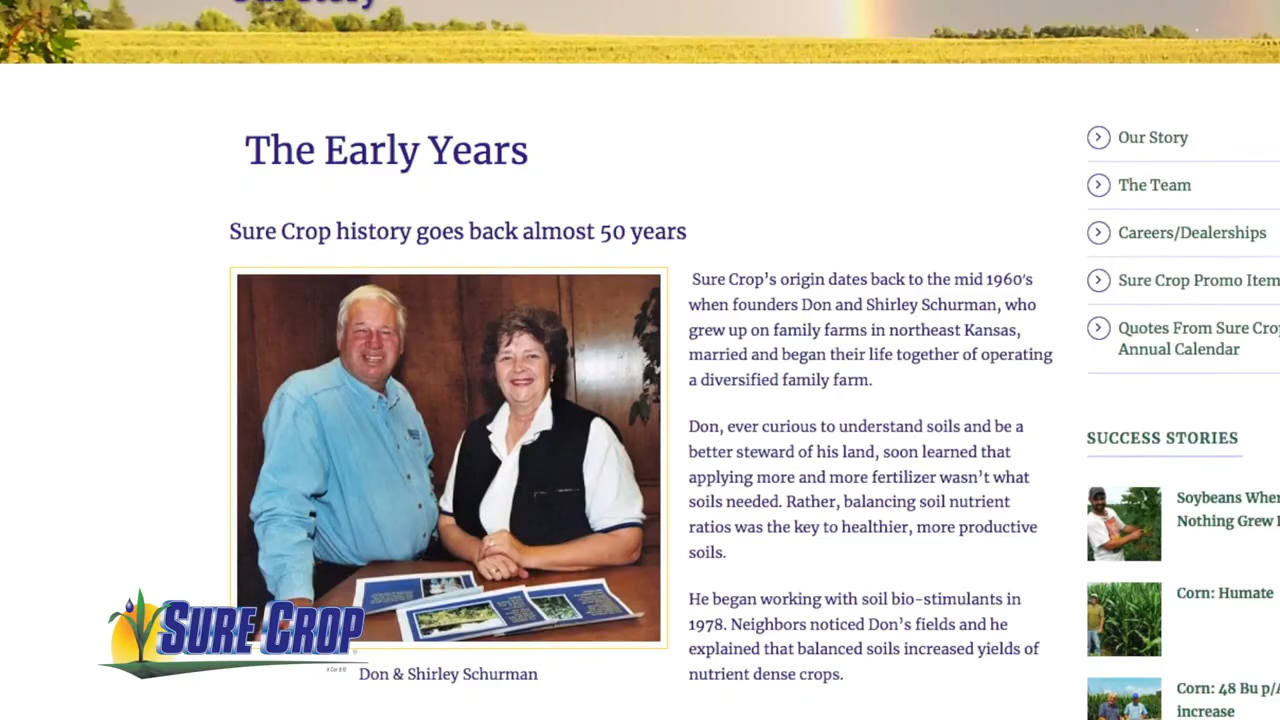 Our Story
The Early Years
Sure Crop history goes back almost 50 years
Sure Crop's origin dates back to the mid 1960's
when founders Don and Shirley Schurman, who
grew up on family farms in northeast Kansas,
married and began their life together of operating
a diversified family farm.
Don, ever curious to understand soils and be a
better steward of his land, soon learned that
applying more and more fertilizer wasn't what
soils needed. Rather, balancing soil nutrient
ratios was the key to healthier, more productive
soils.
He began working with soil bio-stimulants in
1978. Neighbors noticed Don's fields and he
explained that balanced soils increased yields of
nutrient dense crops.
SURE CROP
Don & Shirley Schurman
Our Story
The Team
Careers/Dealerships
Sure Crop Promo Item
Quotes From Sure Cro
Annual Calendar
SUCCESS STORIES
Soybeans Wher
Nothing Grew
Corn: Humate
Corn: 48 Bu p/A
increase